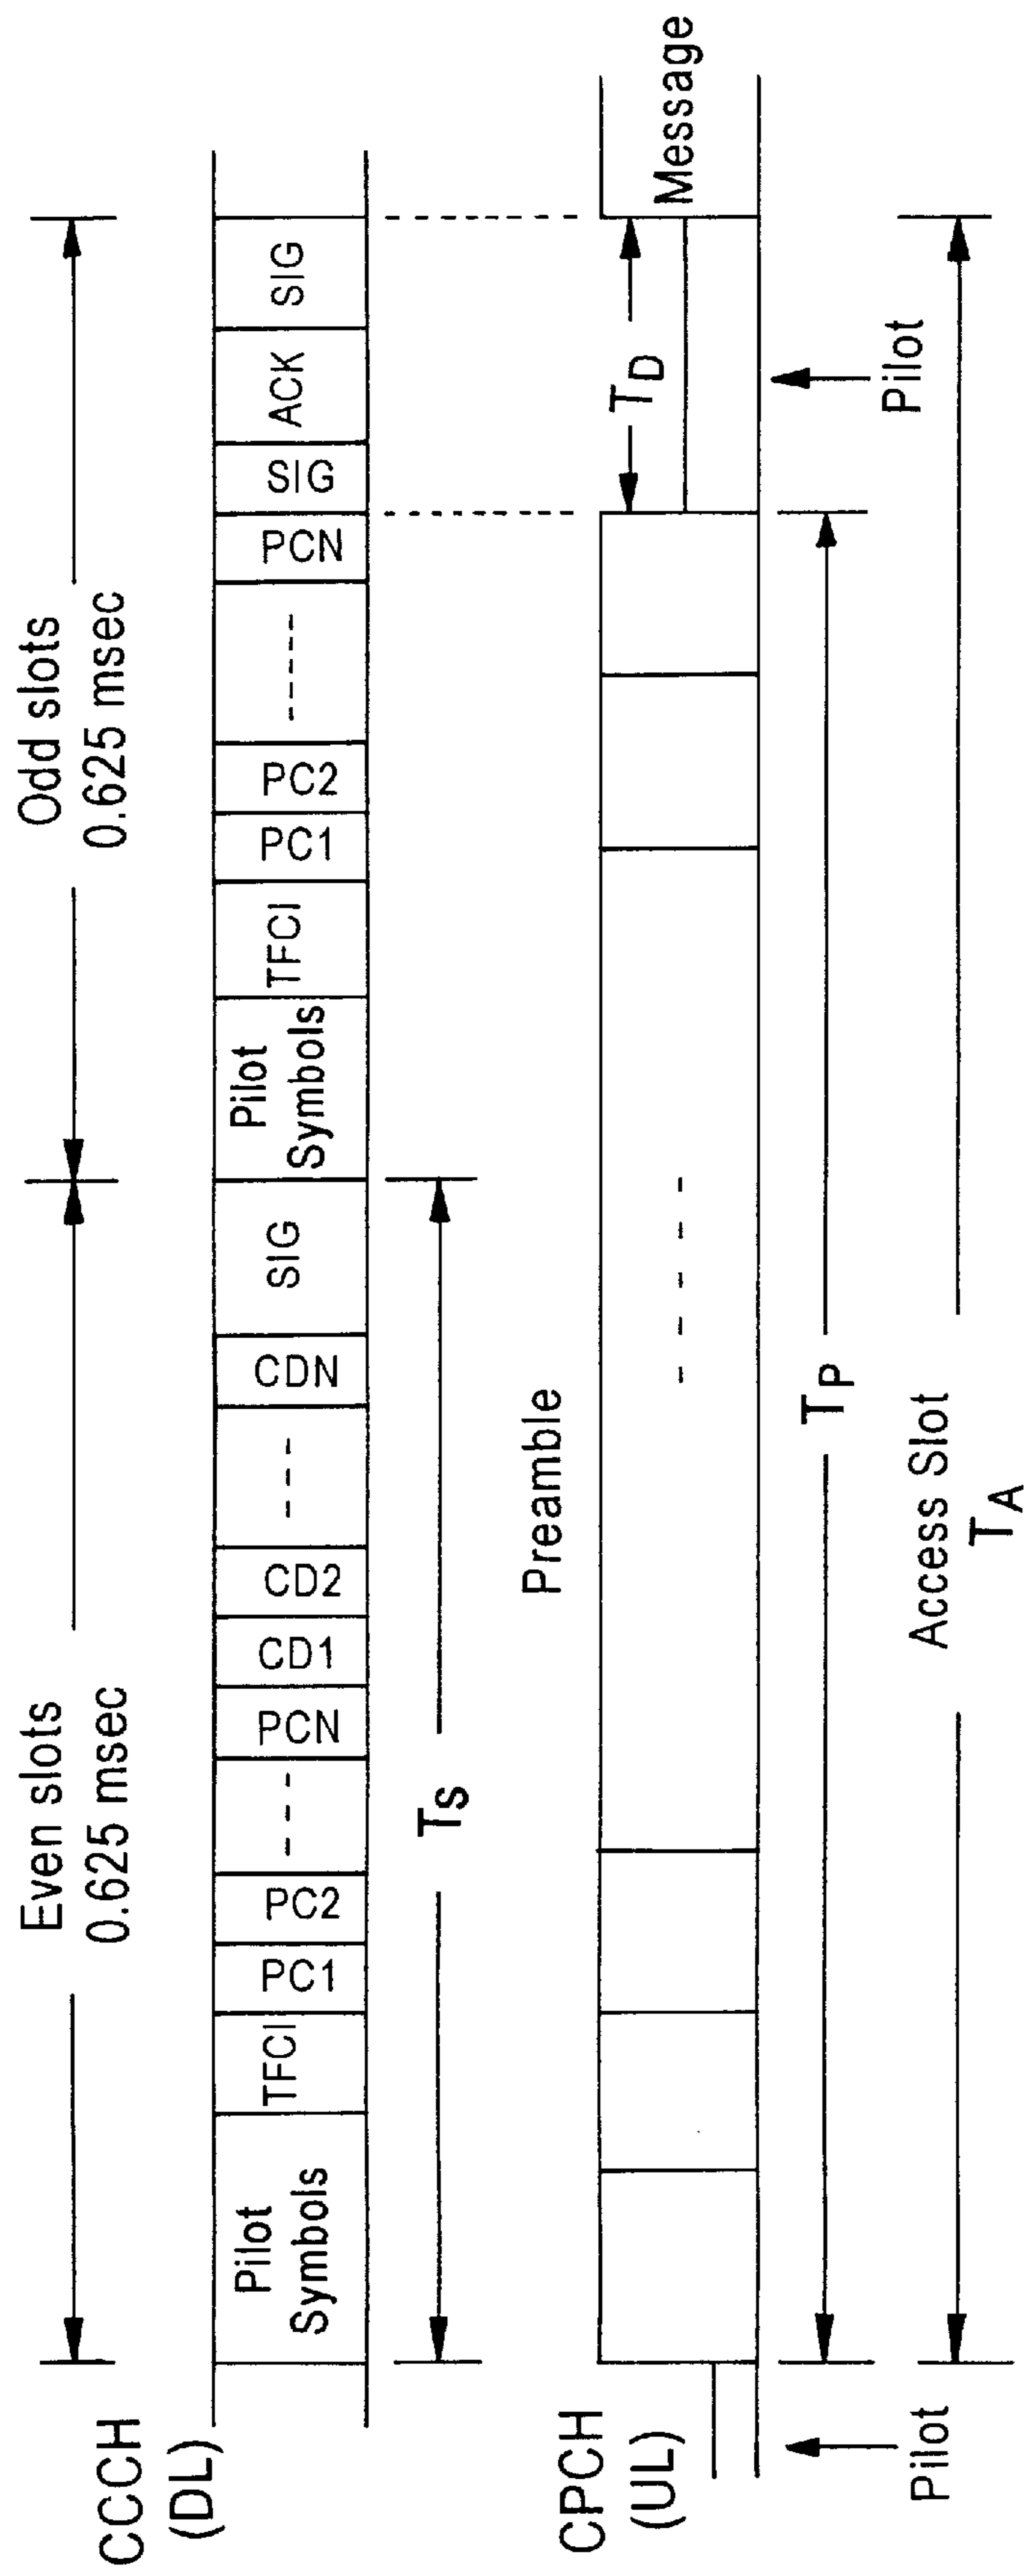 Even slots
0.625 msec
Odd slots
0.625 msec
CCCH
(DL)
Pilot
Symbols
TFCI
PC1
PC2
PCN
CD1
CD2
CDN
SIG
Pilot
Symbols
TFCI
PC1
PC2
PCN
SIG
ACK
SIG
TS
Preamble
CPCH
(UL)
TD
Message
Pilot
TP
Pilot
Access Slot
TA